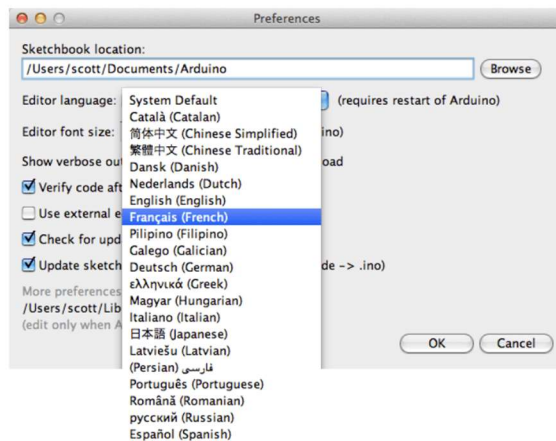 Preferences
Sketchbook location:
/Users/scott/Documents/Arduino
Browse
Editor language:
(requires restart of Arduino)
Editor font size:
ino)
Show verbose out
oad
Verify code aft
Use external e
Check for upd
Update sketch
de -> .ino)
More preferences
/Users/scott/Lib
(edit only when A
System Default
Català (Catalan)
简体中文 (Chinese Simplified)
繁體中文 (Chinese Traditional)
Dansk (Danish)
Nederlands (Dutch)
English (English)
Français (French)
Pilipino (Filipino)
Galego (Galician)
Deutsch (German)
ελληνικά (Greek)
Magyar (Hungarian)
Italiano (Italian)
日本語 (Japanese)
Latviešu (Latvian)
فارسی (Persian)
Português (Portuguese)
Română (Romanian)
русский (Russian)
Español (Spanish)
OK
Cancel